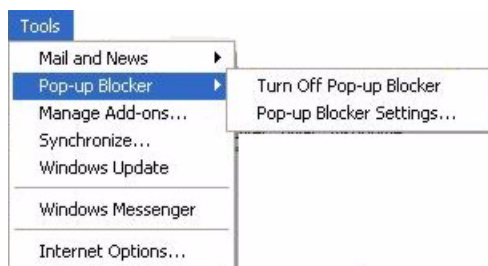 Tools
Mail and News
Pop-up Blocker
Turn Off Pop-up Blocker
Manage Add-ons...
Pop-up Blocker Settings...
Synchronize...
Windows Update
Windows Messenger
Internet Options...